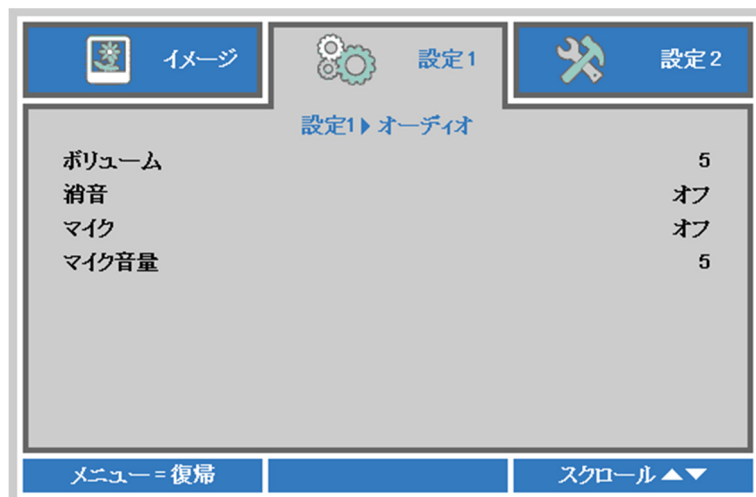 イメージ 設定1 設定2
設定1▶オーディオ
ボリューム 5
消音 オフ
マイク オフ
マイク音量 5
メニュー=復帰 スクロール▲▼